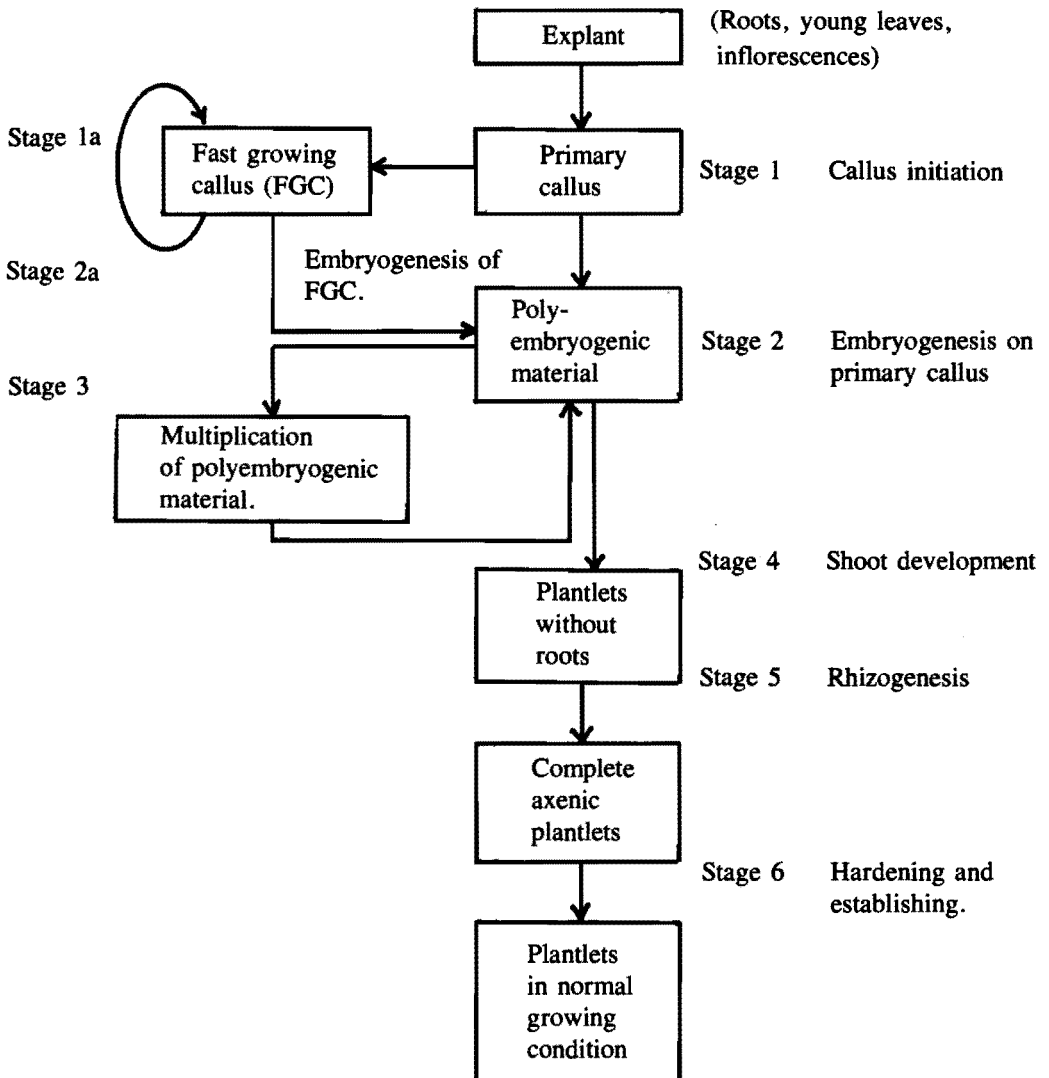 Explant
(Roots, young leaves,
inflorescences)
Stage 1a
Fast growing
callus (FGC)
Primary
callus
Stage 1
Callus initiation
Stage 2a
Embryogenesis of
FGC.
Poly-
embryogenic
material
Stage 2
Embryogenesis on
primary callus
Stage 3
Multiplication
of polyembryogenic
material.
Stage 4
Shoot development
Plantlets
without
roots
Stage 5
Rhizogenesis
Complete
axenic
plantlets
Stage 6
Hardening and
establishing.
Plantlets
in normal
growing
condition